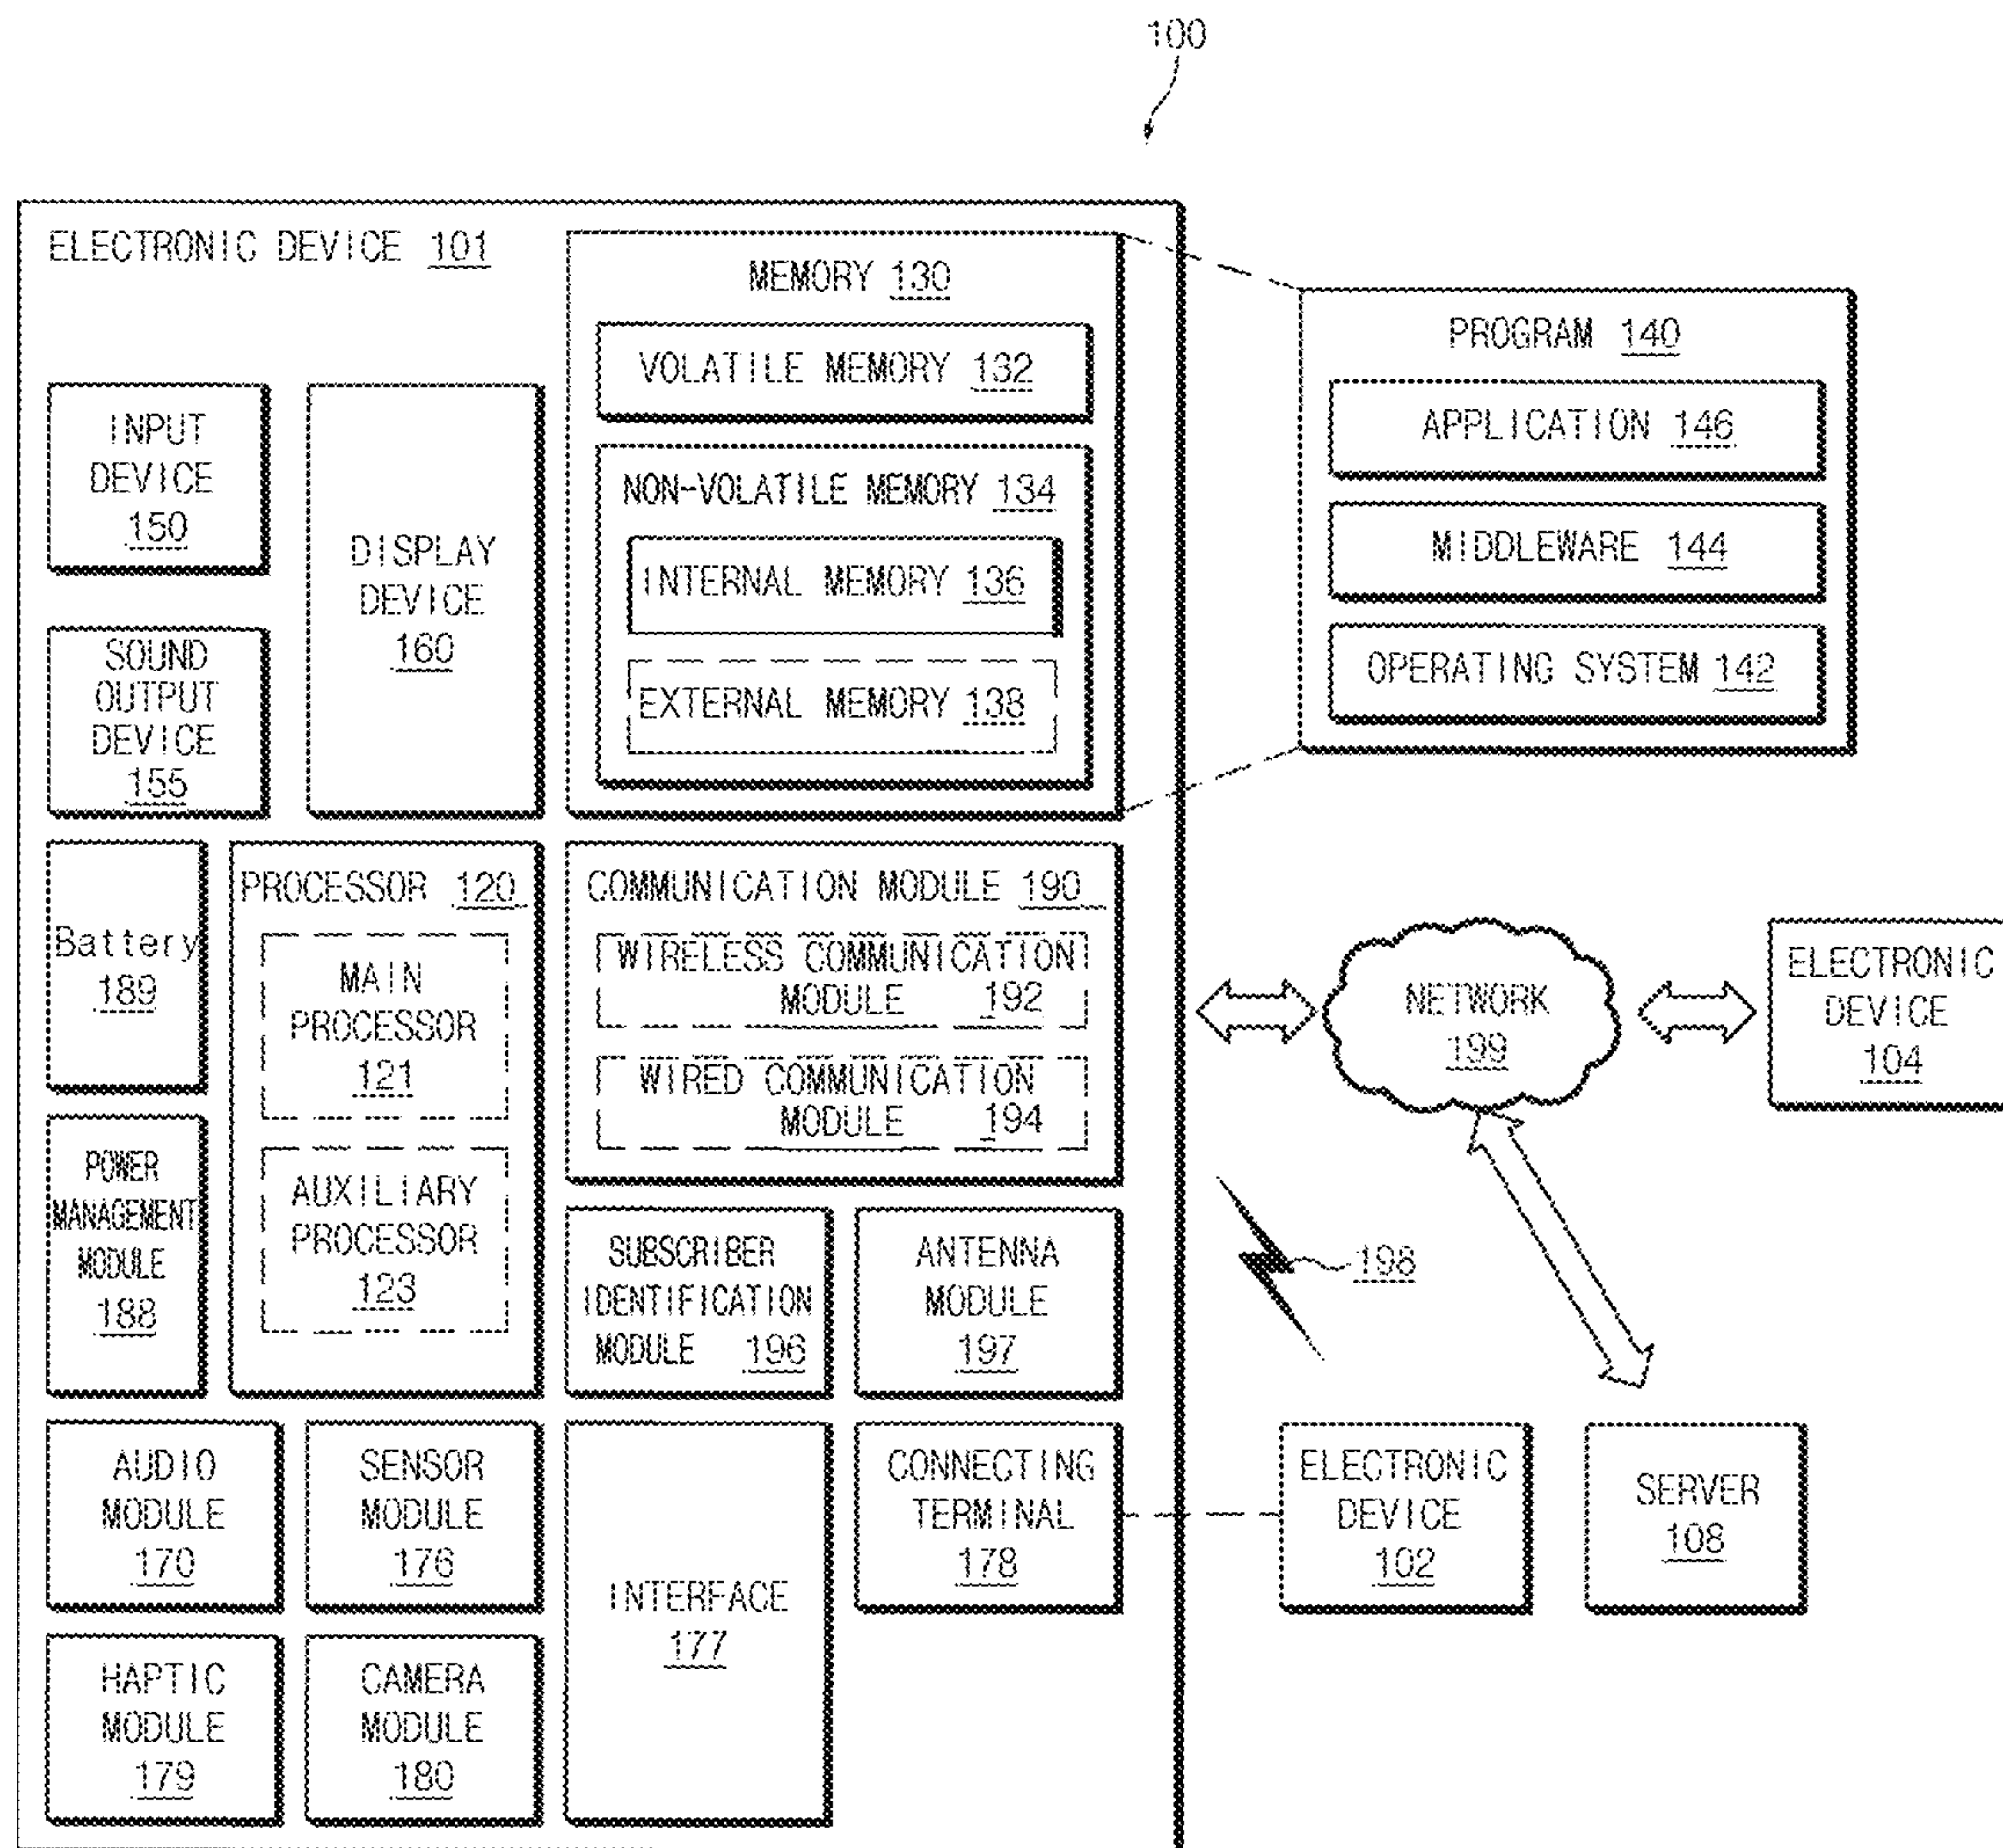 100
ELECTRONIC DEVICE 101
MEMORY 130
VOLATILE MEMORY 132
NON-VOLATILE MEMORY 134
INTERNAL MEMORY 136
EXTERNAL MEMORY 138
PROGRAM 140
APPLICATION 146
MIDDLEWARE 144
OPERATING SYSTEM 142
INPUT
DEVICE
150
SOUND
OUTPUT
DEVICE
155
DISPLAY
DEVICE
160
Battery
189
POWER
MANAGEMENT
MODULE
188
PROCESSOR 120
MAIN
PROCESSOR
121
AUXILIARY
PROCESSOR
123
COMMUNICATION MODULE 190
WIRELESS COMMUNICATION
MODULE 192
WIRED COMMUNICATION
MODULE 194
SUBSCRIBER
IDENTIFICATION
MODULE 196
ANTENNA
MODULE
197
NETWORK
199
ELECTRONIC
DEVICE
104
198
AUDIO
MODULE
170
SENSOR
MODULE
176
INTERFACE
177
CONNECTING
TERMINAL
178
ELECTRONIC
DEVICE
102
SERVER
108
HAPTIC
MODULE
179
CAMERA
MODULE
180